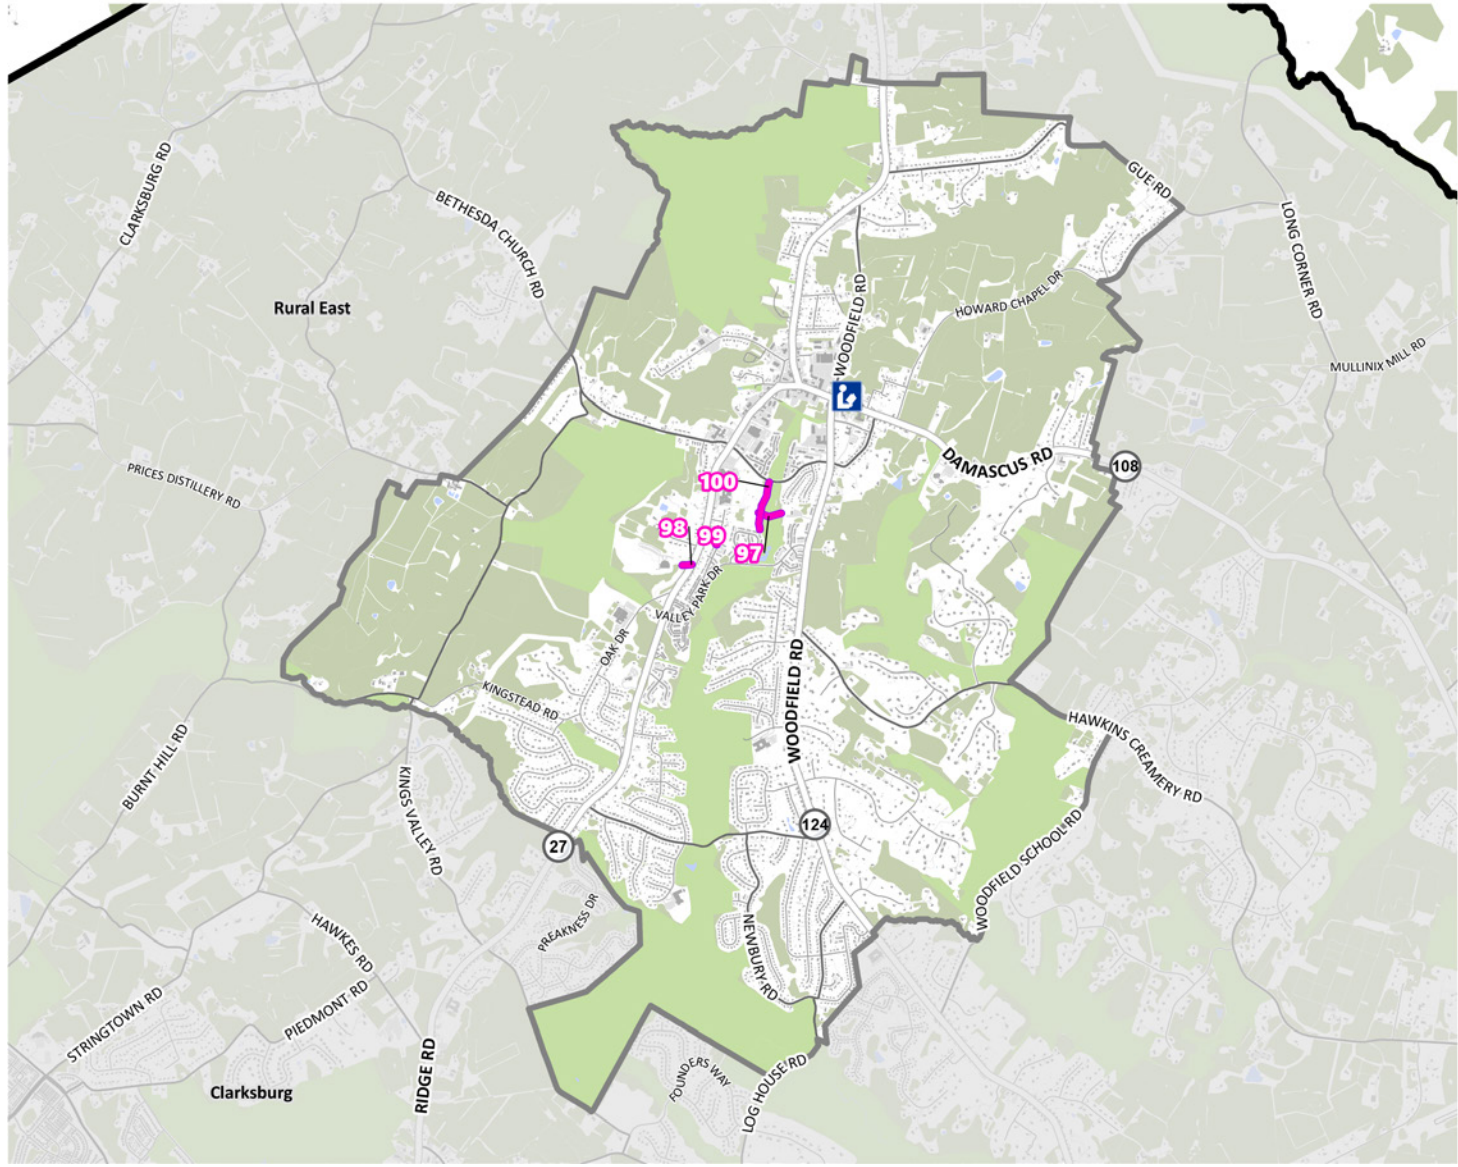 CLARKSBURG RD
BETHESDA CHURCH RD
GUE RD
LONG CORNER RD
Rural East
WOODFIELD RD
HOWARD CHAPEL DR
MULLINIX MILL RD
PRICES DISTILLERY RD
DAMASCUS RD
108
100
98
99
97
VALLEY PARK DR
OAK DR
KINGSTEAD RD
WOODFIELD RD
HAWKINS CREAMERY RD
BURNT HILL RD
KINGS VALLEY RD
124
27
WOODFIELD SCHOOL RD
PREAKNESS DR
HAWKES RD
NEWBURY RD
STRINGTOWN RD
PIEDMONT RD
RIDGE RD
FOUNDERS WAY
LOG HOUSE RD
Clarksburg